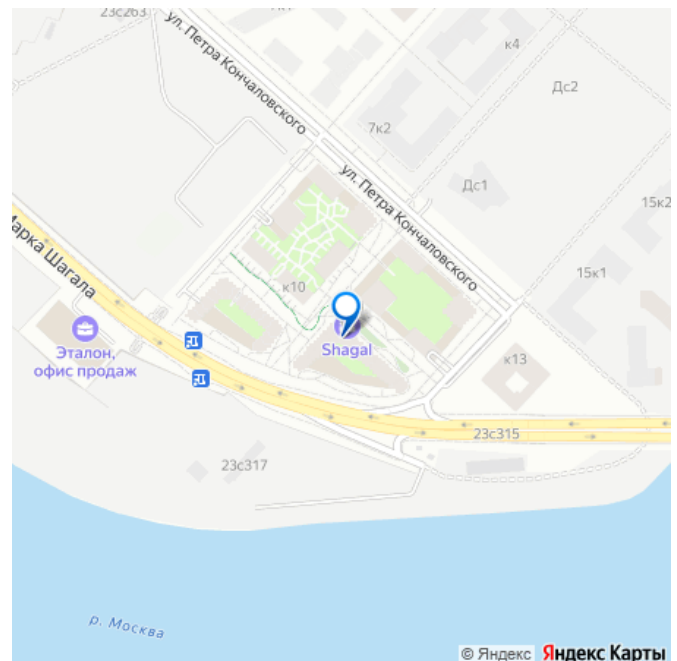 23с263
ул. Петра Кончаловского
к4
Дс2
7к2
ул. Петра Кончаловского
Дс1
15к2
Марка Шагала
к10
15к1
Shagal
Эталон,
офис продаж
к13
23с315
23с317
р. Москва
© Яндекс Яндекс Карты